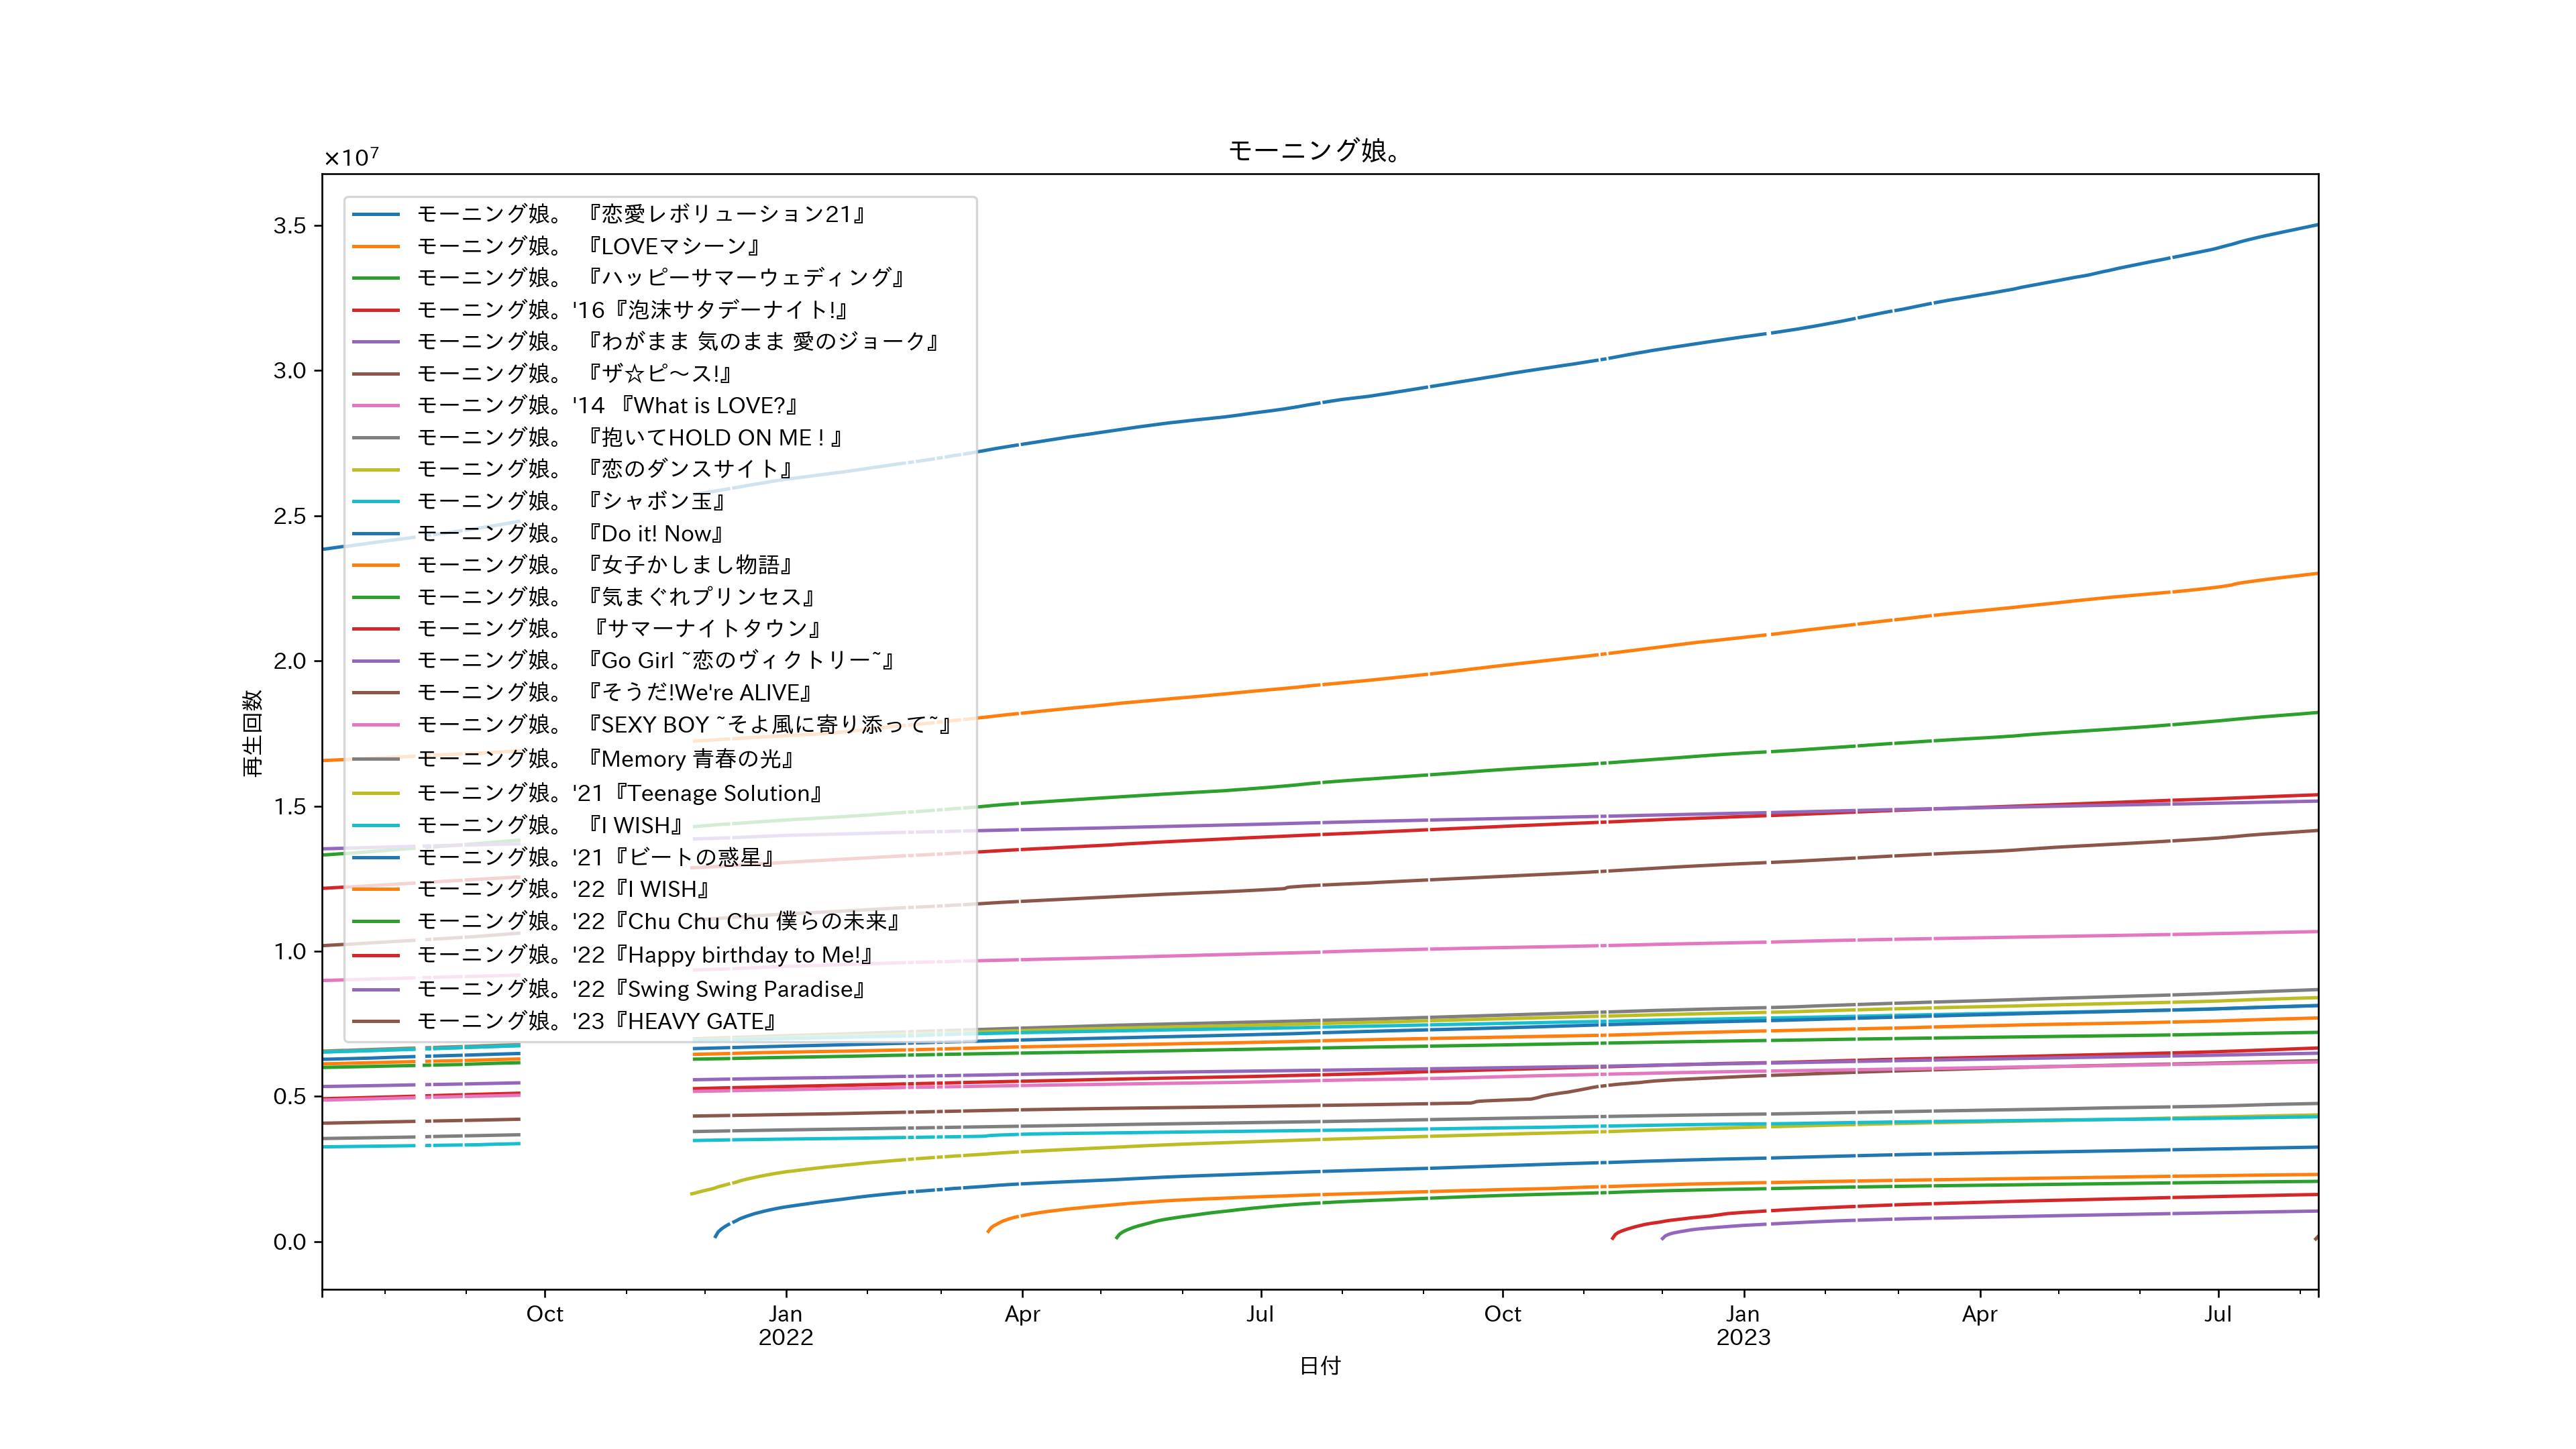 モーニング娘。
×10⁷
3.5
3.0
2.5
2.0
1.5
1.0
0.5
0.0
再生回数
モーニング娘。 『恋愛レボリューション21』
モーニング娘。 『LOVEマシーン』
モーニング娘。 『ハッピーサマーウェディング』
モーニング娘。'16『泡沫サタデーナイト!』
モーニング娘。 『わがまま 気のまま 愛のジョーク』
モーニング娘。 『ザ☆ピ〜ス!』
モーニング娘。'14 『What is LOVE?』
モーニング娘。 『抱いてHOLD ON ME ! 』
モーニング娘。 『恋のダンスサイト』
モーニング娘。 『シャボン玉』
モーニング娘。 『Do it! Now』
モーニング娘。 『女子かしまし物語』
モーニング娘。 『気まぐれプリンセス』
モーニング娘。 『サマーナイトタウン』
モーニング娘。 『Go Girl ~恋のヴィクトリー~』
モーニング娘。 『そうだ!We're ALIVE』
モーニング娘。 『SEXY BOY ~そよ風に寄り添って~』
モーニング娘。 『Memory 青春の光』
モーニング娘。'21『Teenage Solution』
モーニング娘。 『I WISH』
モーニング娘。'21『ビートの惑星』
モーニング娘。'22『I WISH』
モーニング娘。'22『Chu Chu Chu 僕らの未来』
モーニング娘。'22『Happy birthday to Me!』
モーニング娘。'22『Swing Swing Paradise』
モーニング娘。'23『HEAVY GATE』
Oct Jan Apr Jul Oct Jan Apr Jul
2022 2023
日付